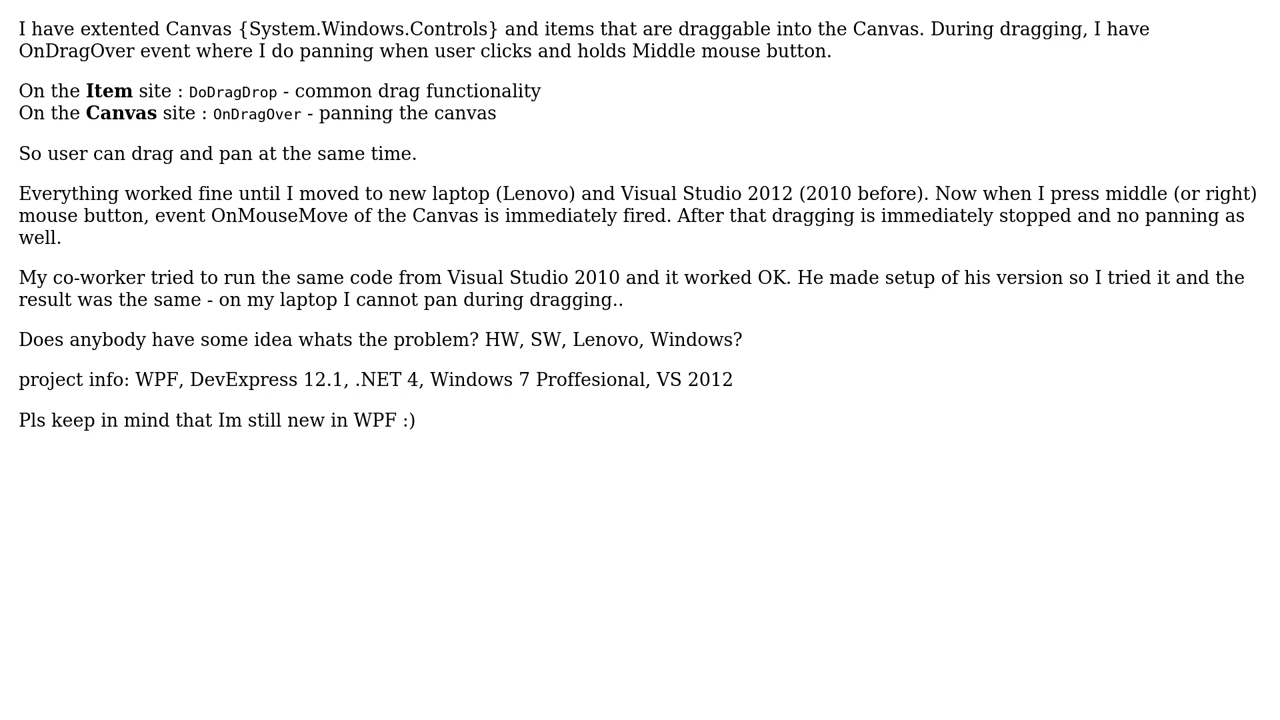 I have extented Canvas {System.Windows.Controls} and items that are draggable into the Canvas. During dragging, I have
OnDragOver event where I do panning when user clicks and holds Middle mouse button.
On the Item site : DoDragDrop - common drag functionality
On the Canvas site : OnDragOver - panning the canvas
So user can drag and pan at the same time.
Everything worked fine until I moved to new laptop (Lenovo) and Visual Studio 2012 (2010 before). Now when I press middle (or right)
mouse button, event OnMouseMove of the Canvas is immediately fired. After that dragging is immediately stopped and no panning as
well.
My co-worker tried to run the same code from Visual Studio 2010 and it worked OK. He made setup of his version so I tried it and the
result was the same - on my laptop I cannot pan during dragging..
Does anybody have some idea whats the problem? HW, SW, Lenovo, Windows?
project info: WPF, DevExpress 12.1, .NET 4, Windows 7 Proffesional, VS 2012
Pls keep in mind that Im still new in WPF :)